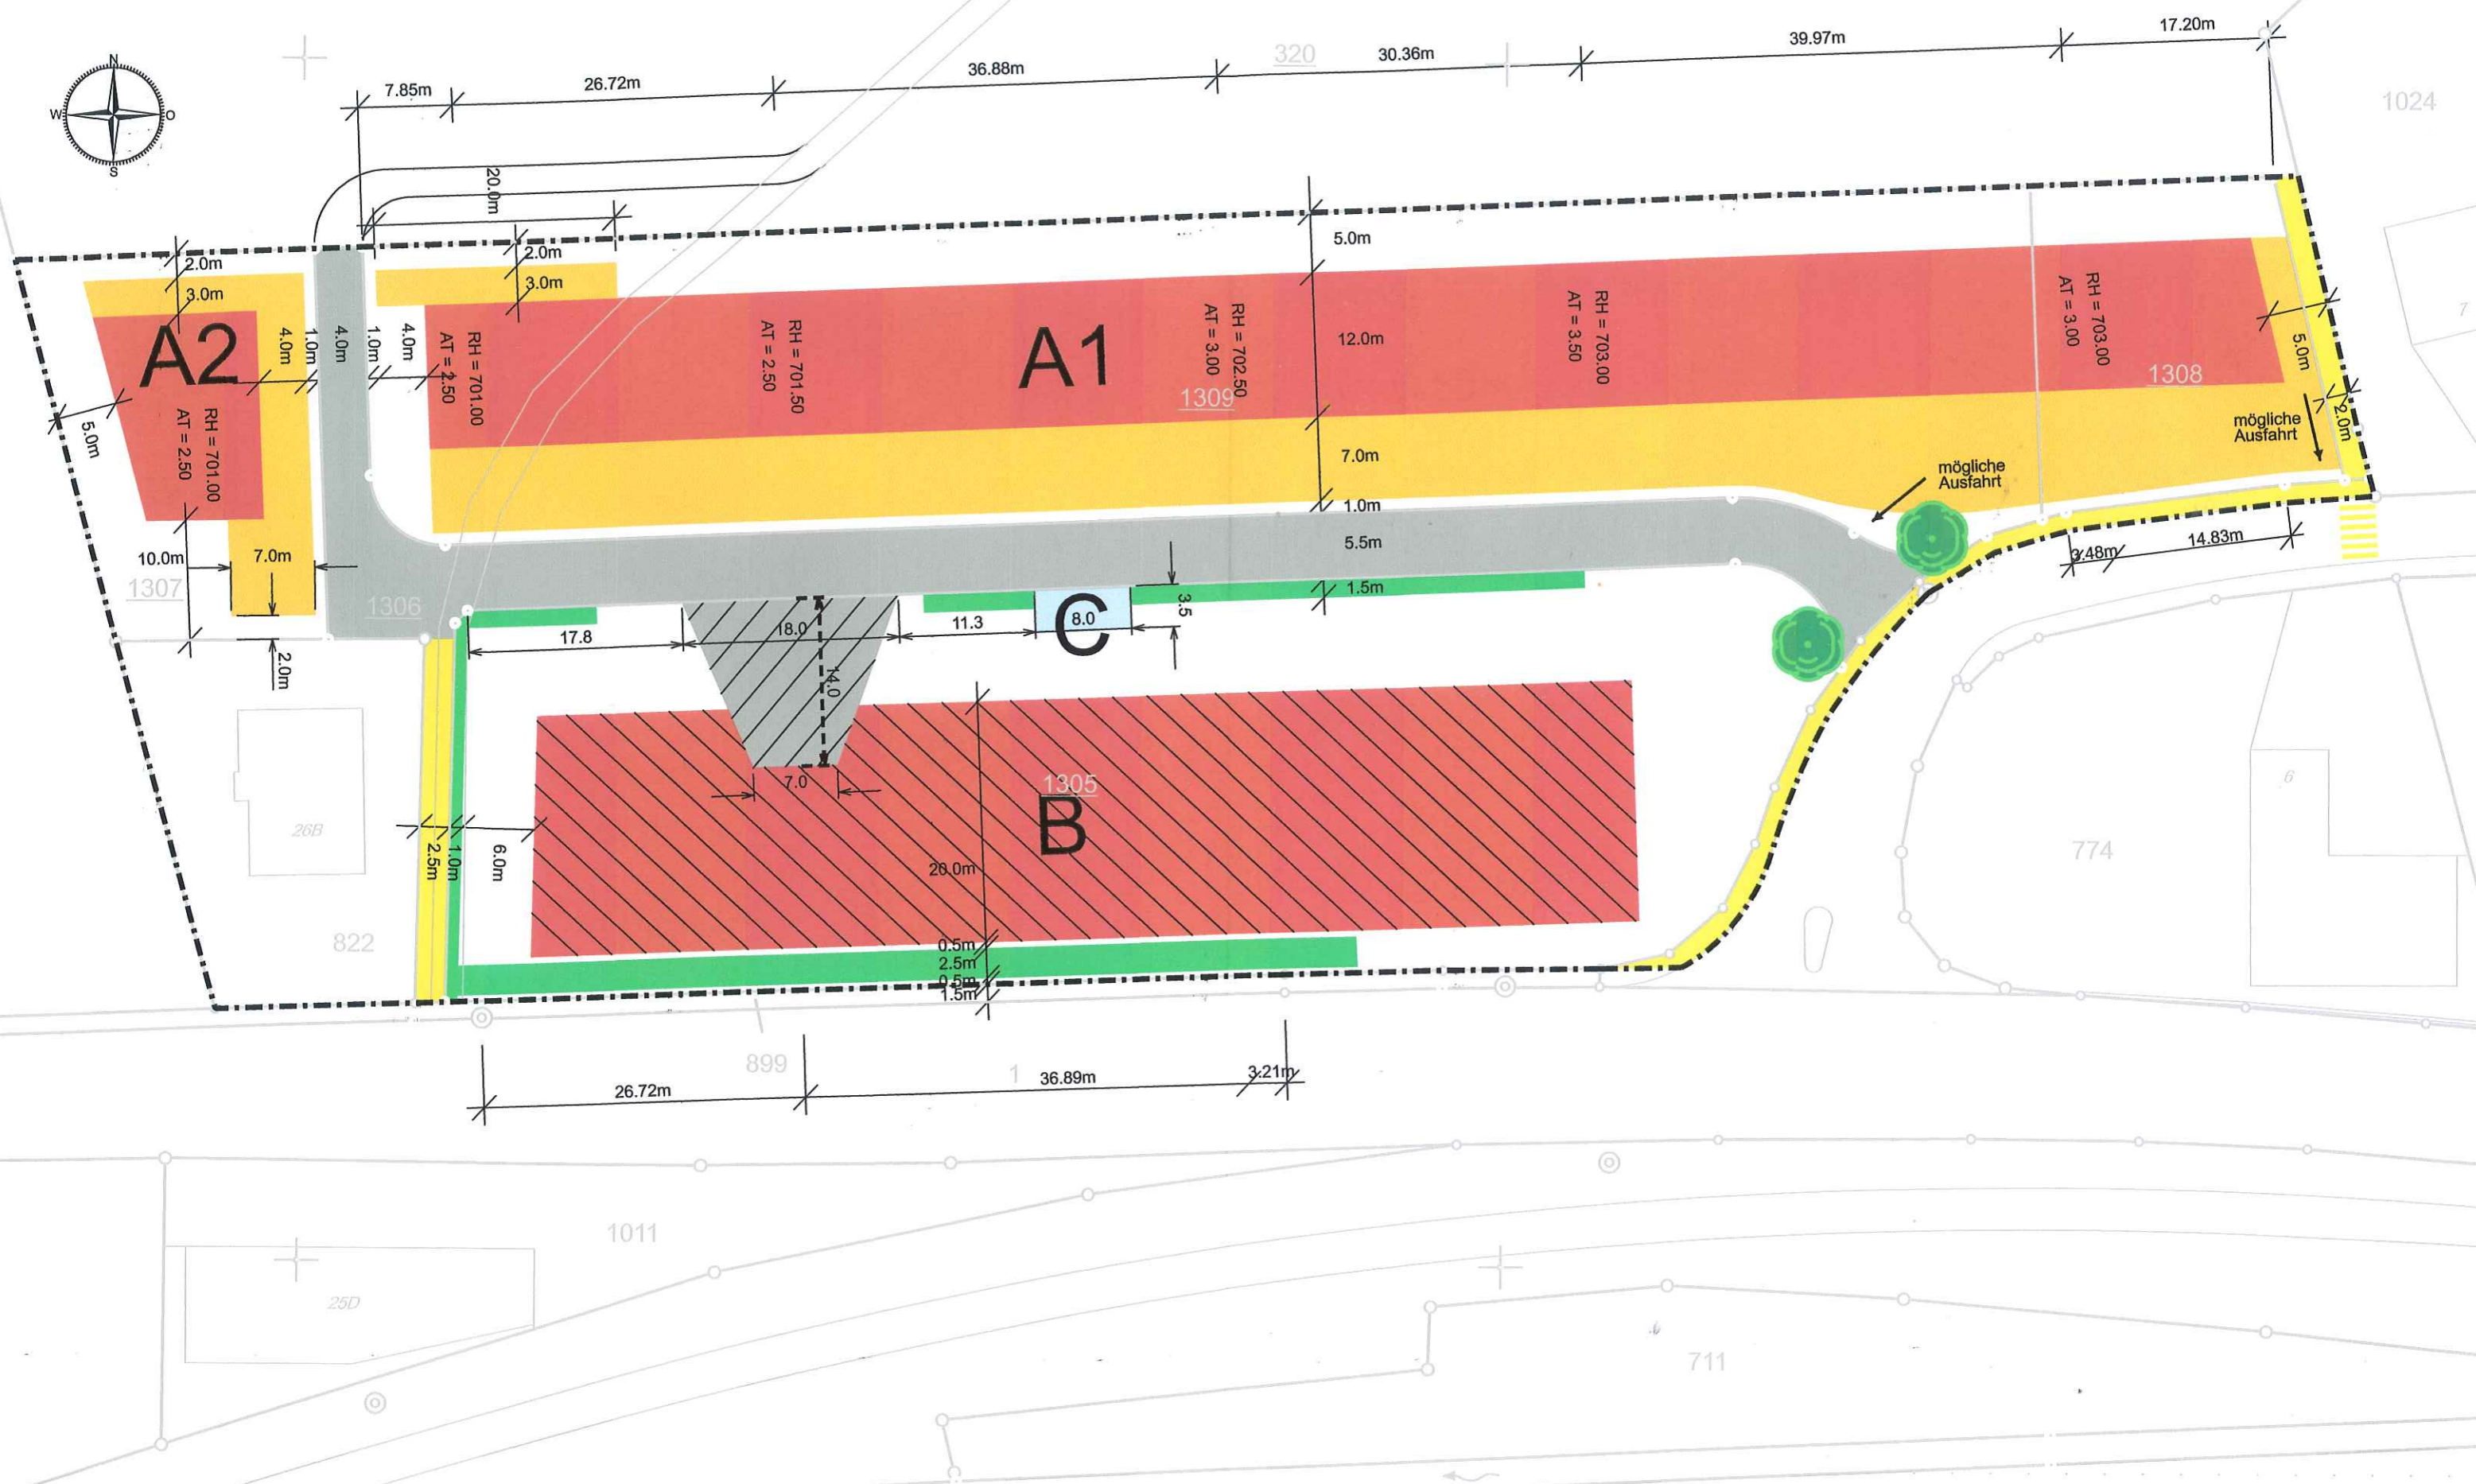 17.20m
39.97m
30.36m
320
36.88m
26.72m
7.85m
1024
N
W
O
S
20.0m
2.0m
3.0m
2.0m
3.0m
5.0m
12.0m
7.0m
1.0m
5.5m
1.5m
A2
4.0m
1.0m
4.0m
1.0m
4.0m
RH = 701.00
AT = 2.50
RH = 701.50
AT = 2.50
A1
RH = 702.50
AT = 3.00
1309
RH = 703.00
AT = 3.50
RH = 703.00
AT = 3.00
1308
5.0m
2.0m
7
mögliche
Ausfahrt
mögliche
Ausfahrt
RH = 701.00
AT = 2.50
5.0m
10.0m
7.0m
1307
1306
2.0m
3.48m
14.83m
17.8
18.0
11.3
8.0
C
3.5
14.0
7.0
1305
B
20.0m
0.5m
2.5m
0.5m
1.5m
2.5m
1.0m
6.0m
26B
822
6
774
899
1
26.72m
36.89m
3.21m
1011
25D
711